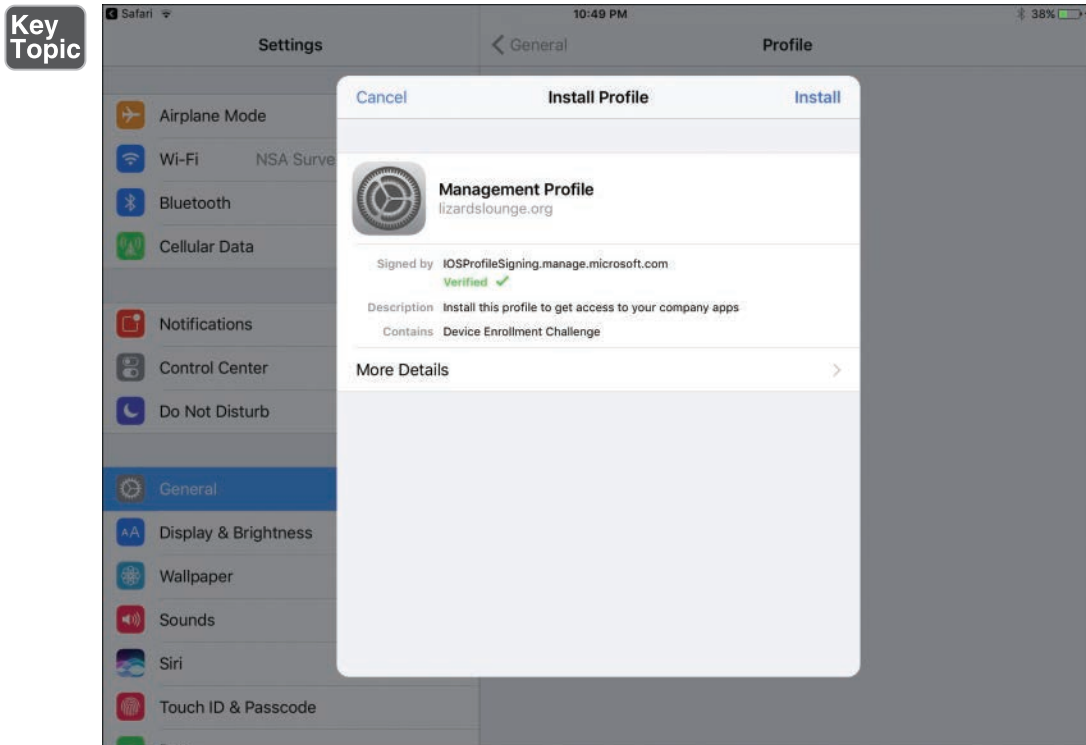 Key
Topic
Safari 10:49 PM 38%
Settings General Profile
Cancel Install Profile Install
Airplane Mode
Wi-Fi NSA Surve
Bluetooth
Cellular Data
Notifications
Control Center
Do Not Disturb
General
Display & Brightness
Wallpaper
Sounds
Siri
Touch ID & Passcode
Management Profile
lizardslounge.org
Signed by IOSProfileSigning.manage.microsoft.com
Verified
Description Install this profile to get access to your company apps
Contains Device Enrollment Challenge
More Details